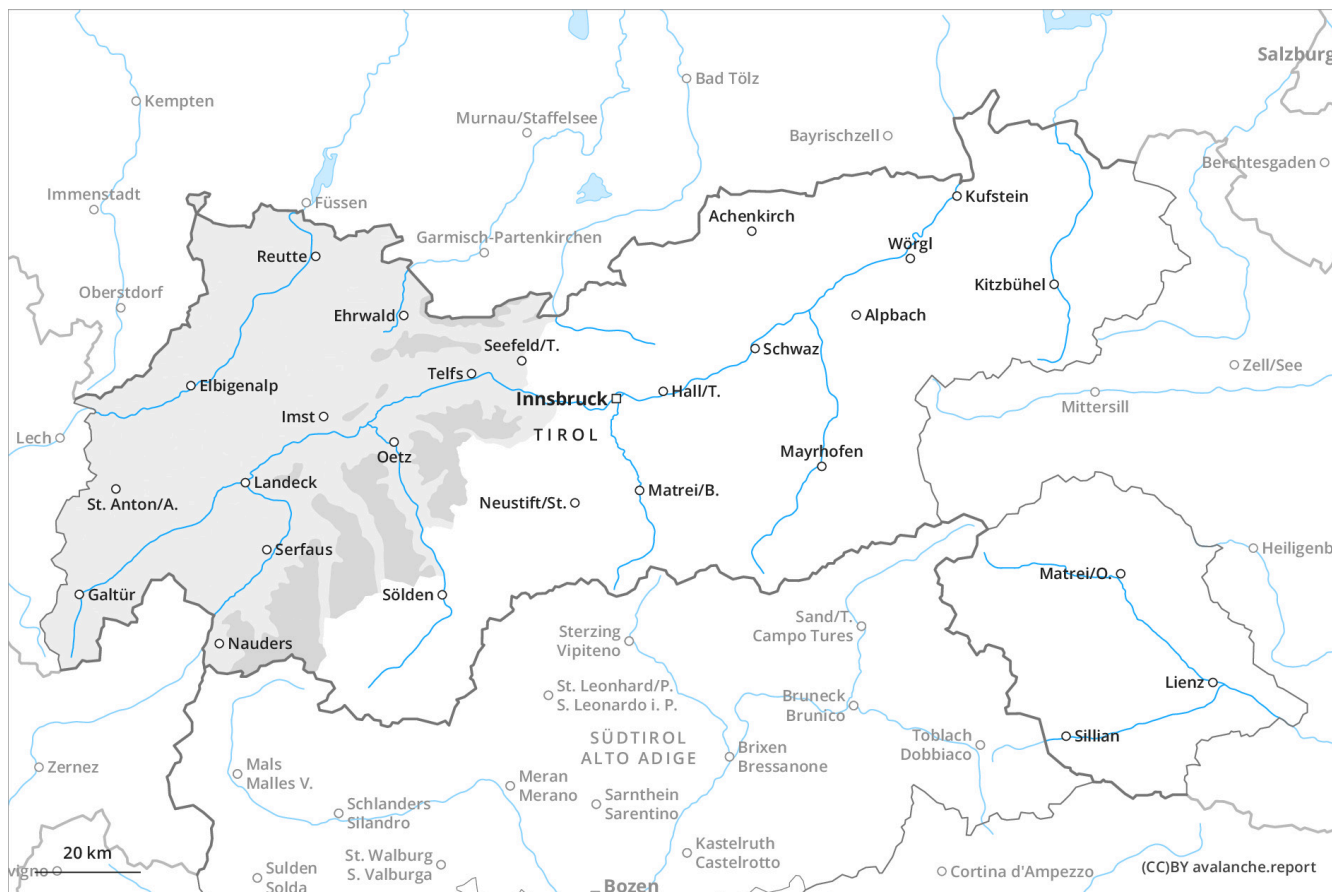 Salzburg
Bad Tölz
Kempten
Murnau/Staffelsee
Bayrischzell
Berchtesgaden
Immenstadt
Füssen
Kufstein
Achenkirch
Garmisch-Partenkirchen
Wörgl
Reutte
Kitzbühel
Oberstdorf
Ehrwald
Alpbach
Seefeld/T.
Schwaz
Zell/See
Telfs
Elbigenalp
Hall/T.
Innsbruck
Mittersill
Imst
TIROL
Lech
Oetz
Mayrhofen
Landeck
Matrei/B.
St. Anton/A.
Neustift/St.
Serfaus
Heiligenb
Matrei/O.
Galtür
Sölden
Sand/T.
Campo Tures
Sterzing
Vipiteno
Nauders
Lienz
St. Leonhard/P.
S. Leonardo i. P.
Bruneck
Brunico
SÜDTIROL
ALTO ADIGE
Sillian
Toblach
Dobbiaco
Brixen
Bressanone
Zernez
Mals
Malles V.
Meran
Merano
Sarnthein
Sarentino
Schlanders
Silandro
Kastelruth
Castelrotto
20 km
St. Walburg
S. Valburga
vigno
Sulden
Solda
Cortina d'Ampezzo
(CC)BY avalanche.report
Bozen